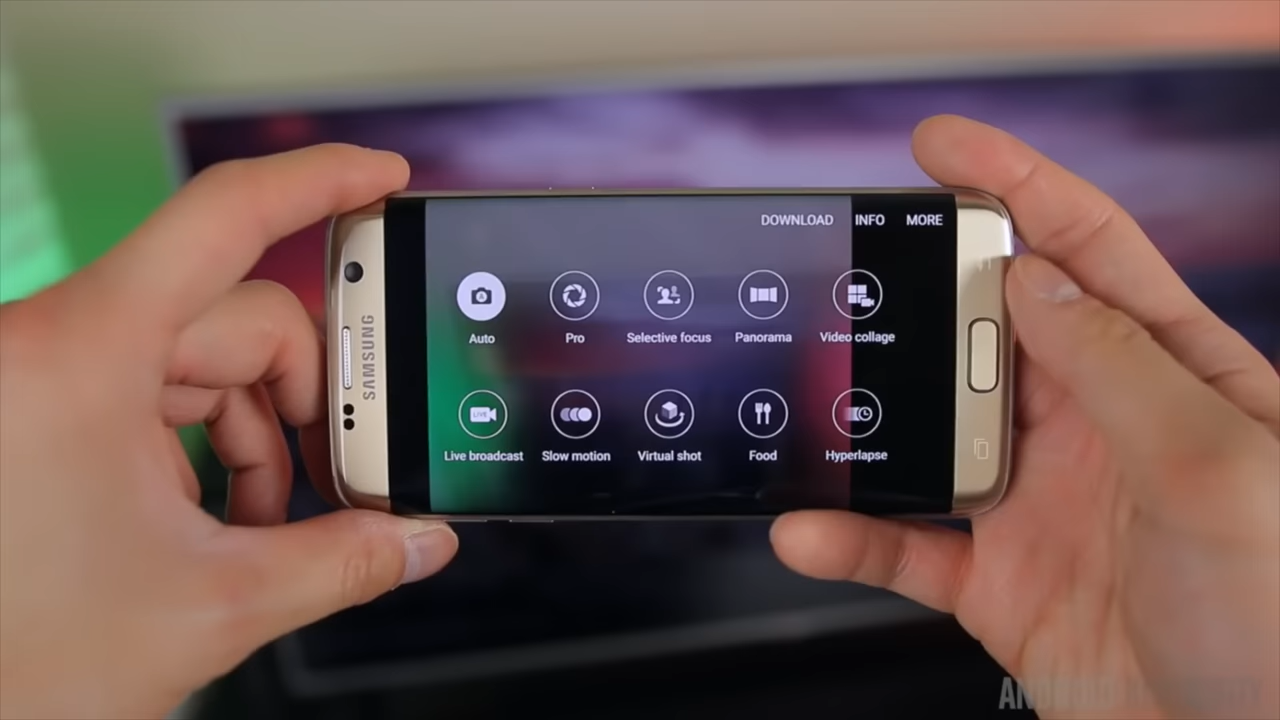 DOWNLOAD INFO MORE
SAMSUNG
Auto Pro Selective focus Panorama Video collage
LIVE
Live broadcast Slow motion Virtual shot Food Hyperlapse